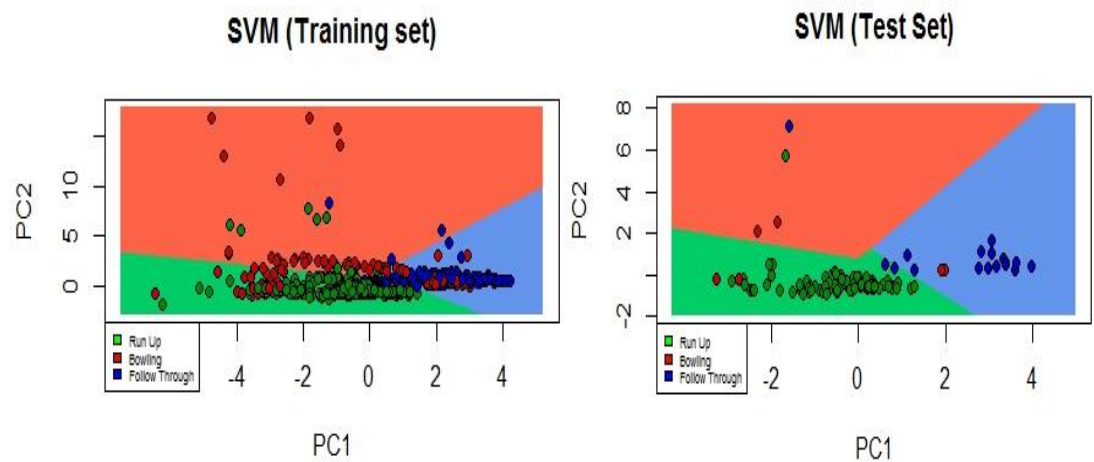 SVM (Training set)
PC2
10
5
0
Run Up
Bowling
Follow Through
-4
-2
0
2
4
PC1
SVM (Test Set)
PC2
8
6
4
2
-2
Run Up
Bowling
Follow Through
-2
0
2
4
PC1